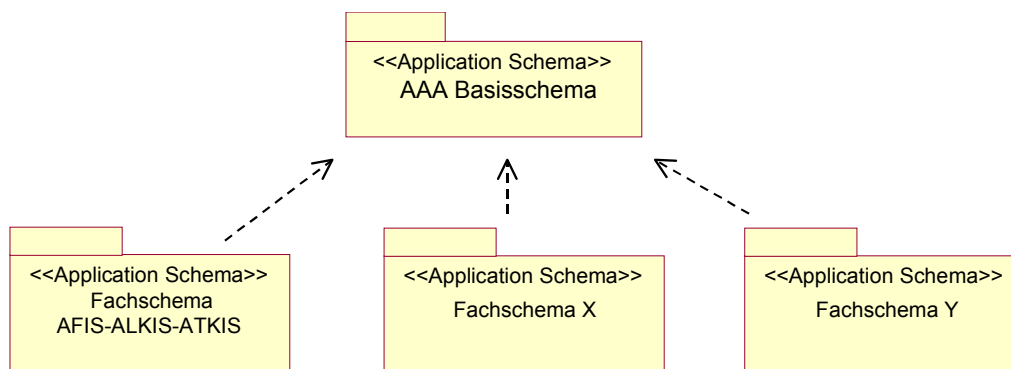 <<Application Schema>>
AAA Basisschema
<<Application Schema>>
Fachschema
AFIS-ALKIS-ATKIS
<<Application Schema>>
Fachschema X
<<Application Schema>>
Fachschema Y